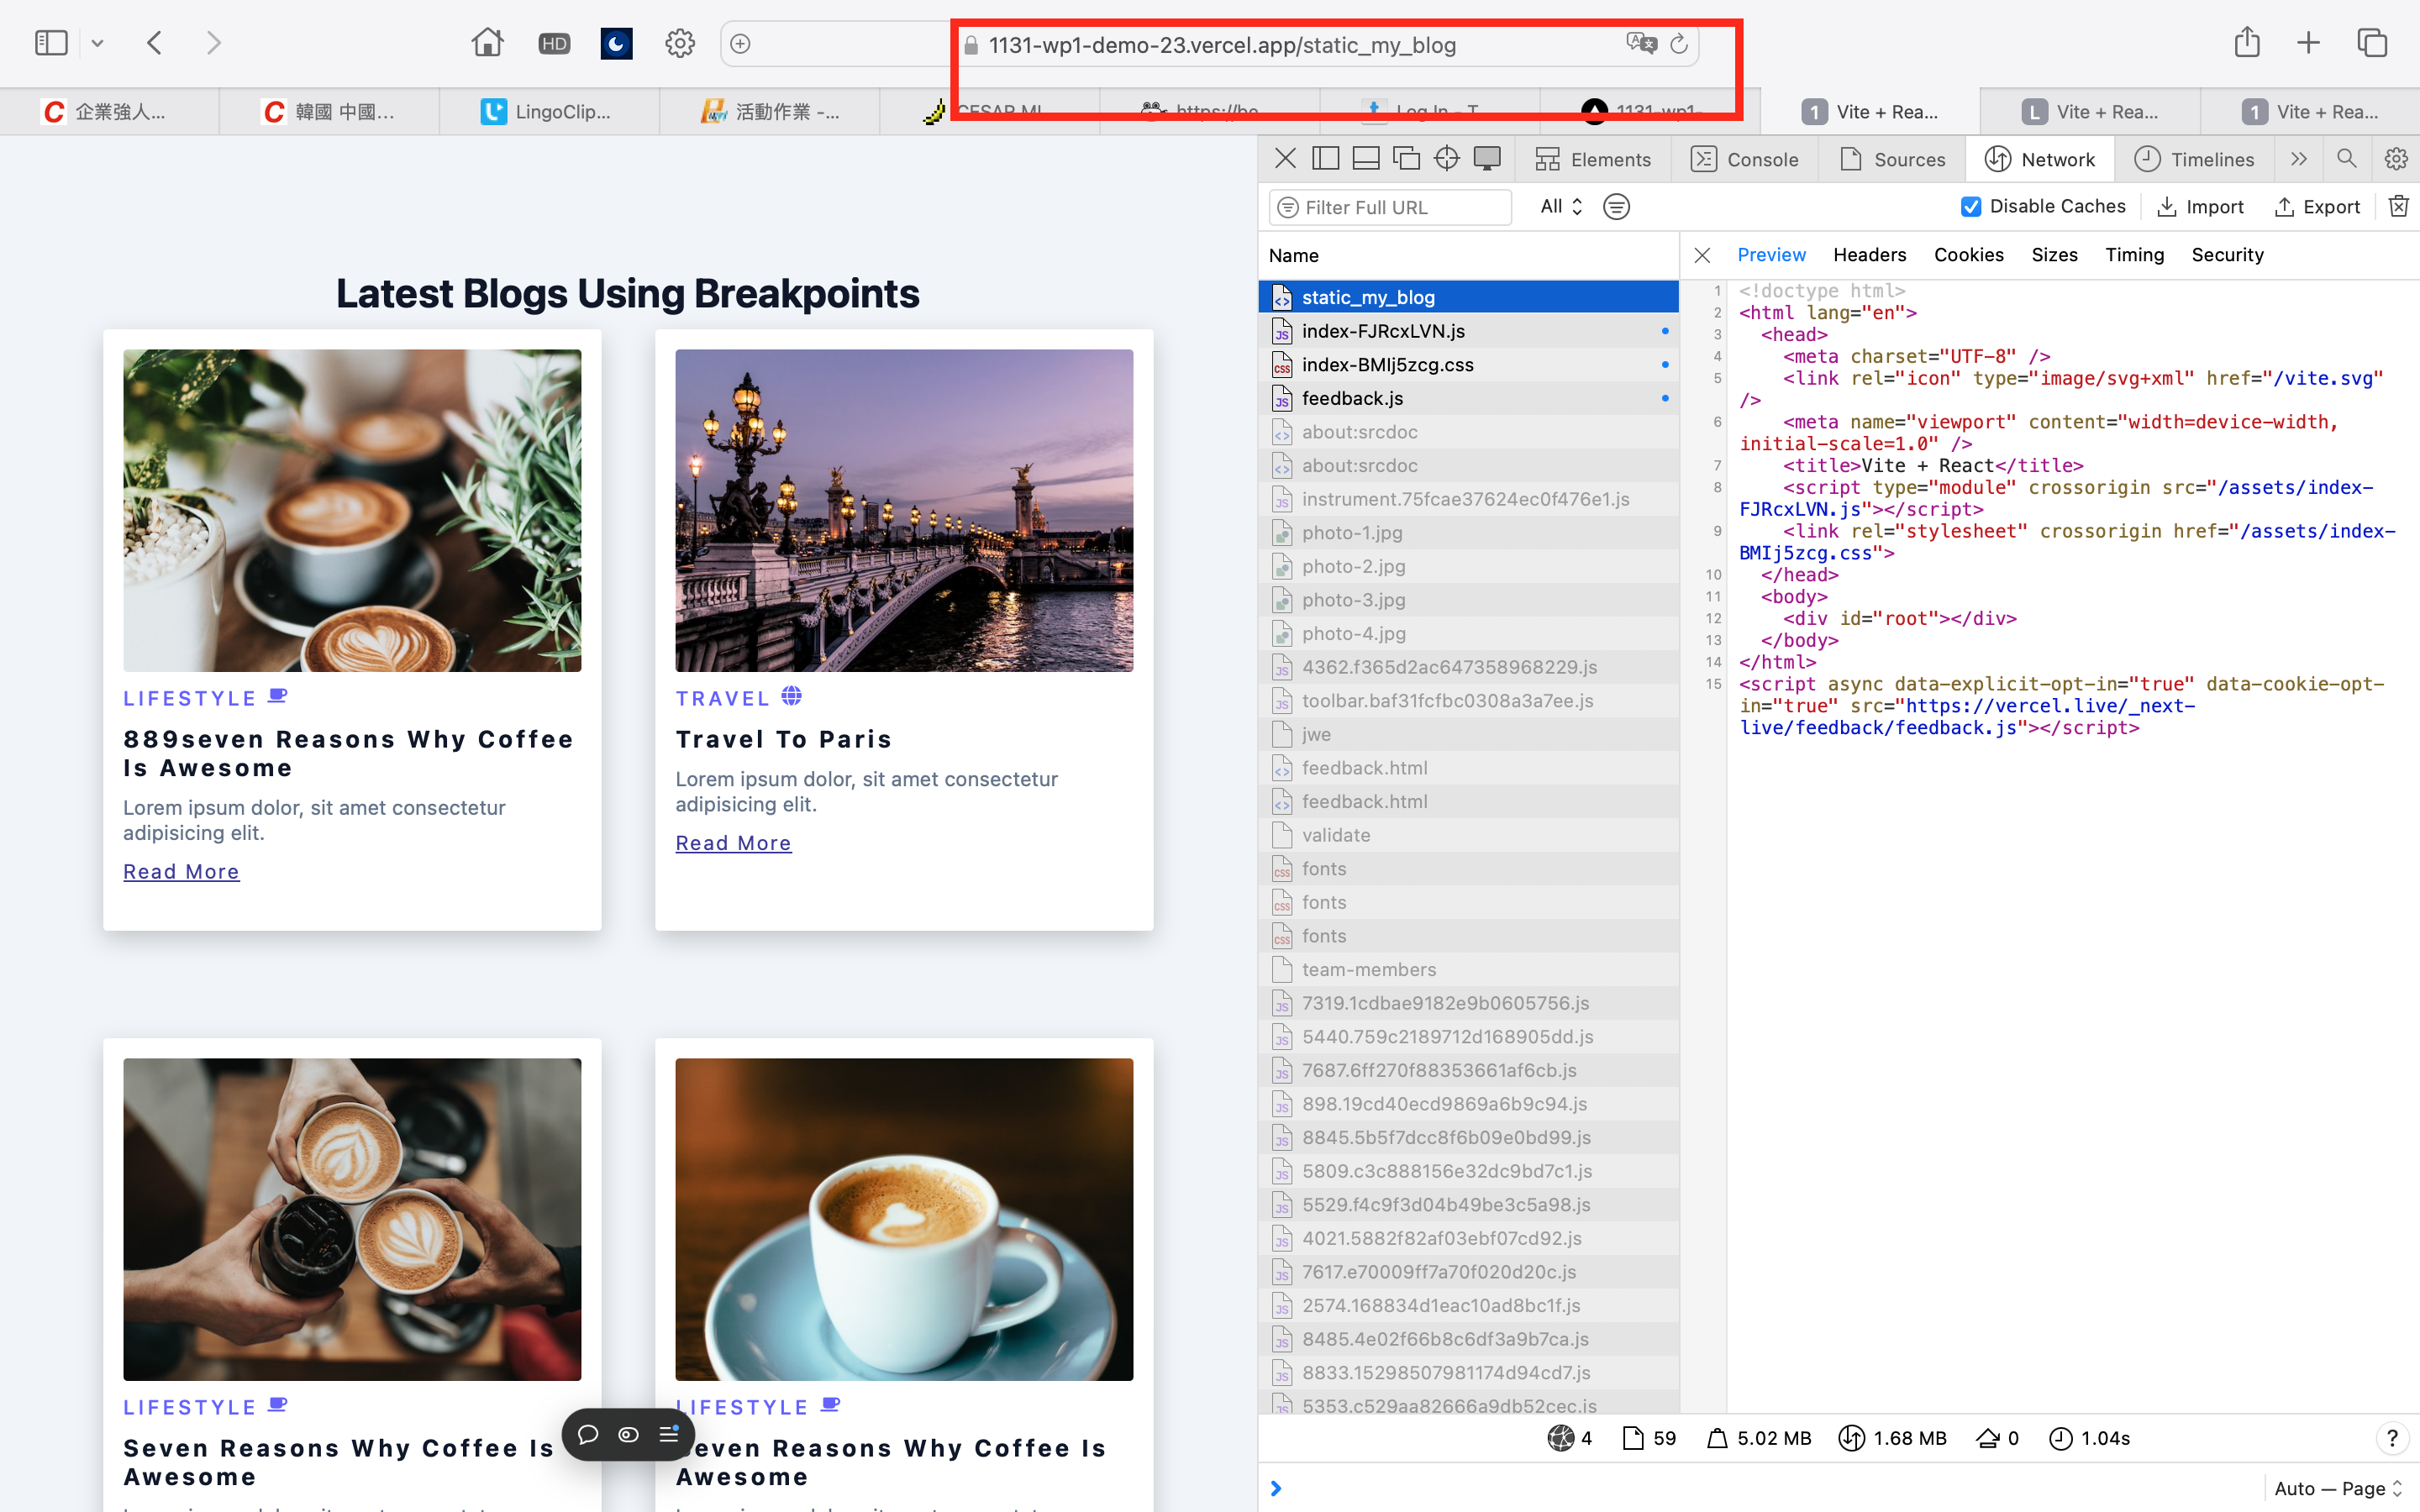 HD
1131-wp1-demo-23.vercel.app/static_my_blog
企業強人...
韓國 中國...
LingoClip...
活動作業 -...
CESAR ML
https://bo
Log In - T
1131-wp1-
1 Vite + Rea...
L Vite + Rea...
1 Vite + Rea...
Elements
Console
Sources
Network
Timelines
Filter Full URL
All
Disable Caches
Import
Export
Name
Preview Headers Cookies Sizes Timing Security
Latest Blogs Using Breakpoints
LIFESTYLE
889seven Reasons Why Coffee
Is Awesome
Lorem ipsum dolor, sit amet consectetur
adipisicing elit.
Read More
TRAVEL
Travel To Paris
Lorem ipsum dolor, sit amet consectetur
adipisicing elit.
Read More
LIFESTYLE
Seven Reasons Why Coffee Is
Awesome
LIFESTYLE
Seven Reasons Why Coffee Is
Awesome
static_my_blog
index-FJRcxLVN.js
index-BMIj5zcg.css
feedback.js
about:srcdoc
about:srcdoc
instrument.75fcae37624ec0f476e1.js
photo-1.jpg
photo-2.jpg
photo-3.jpg
photo-4.jpg
4362.f365d2ac647358968229.js
toolbar.baf31fcfbc0308a3a7ee.js
jwe
feedback.html
feedback.html
validate
fonts
fonts
fonts
team-members
7319.1cdbae9182e9b0605756.js
5440.759c2189712d168905dd.js
7687.6ff270f88353661af6cb.js
898.19cd40ecd9869a6b9c94.js
8845.5b5f7dcc8f6b09e0bd99.js
5809.c3c888156e32dc9bd7c1.js
5529.f4c9f3d04b49be3c5a98.js
4021.5882f82af03ebf07cd92.js
7617.e70009ff7a70f020d20c.js
2574.168834d1eac10ad8bc1f.js
8485.4e02f66b8c6df3a9b7ca.js
8833.15298507981174d94cd7.js
5353.c529aa82666a9db52cec.js
1 <!doctype html>
2 <html lang="en">
3 <head>
4 <meta charset="UTF-8" />
5 <link rel="icon" type="image/svg+xml" href="/vite.svg"
/>
6 <meta name="viewport" content="width=device-width,
initial-scale=1.0" />
7 <title>Vite + React</title>
8 <script type="module" crossorigin src="/assets/index-
FJRcxLVN.js"></script>
9 <link rel="stylesheet" crossorigin href="/assets/index-
BMIj5zcg.css">
10 </head>
11 <body>
12 <div id="root"></div>
13 </body>
14 </html>
15 <script async data-explicit-opt-in="true" data-cookie-opt-
in="true" src="https://vercel.live/_next-
live/feedback/feedback.js"></script>
4 59 5.02 MB 1.68 MB 0 1.04s ?
Auto — Page